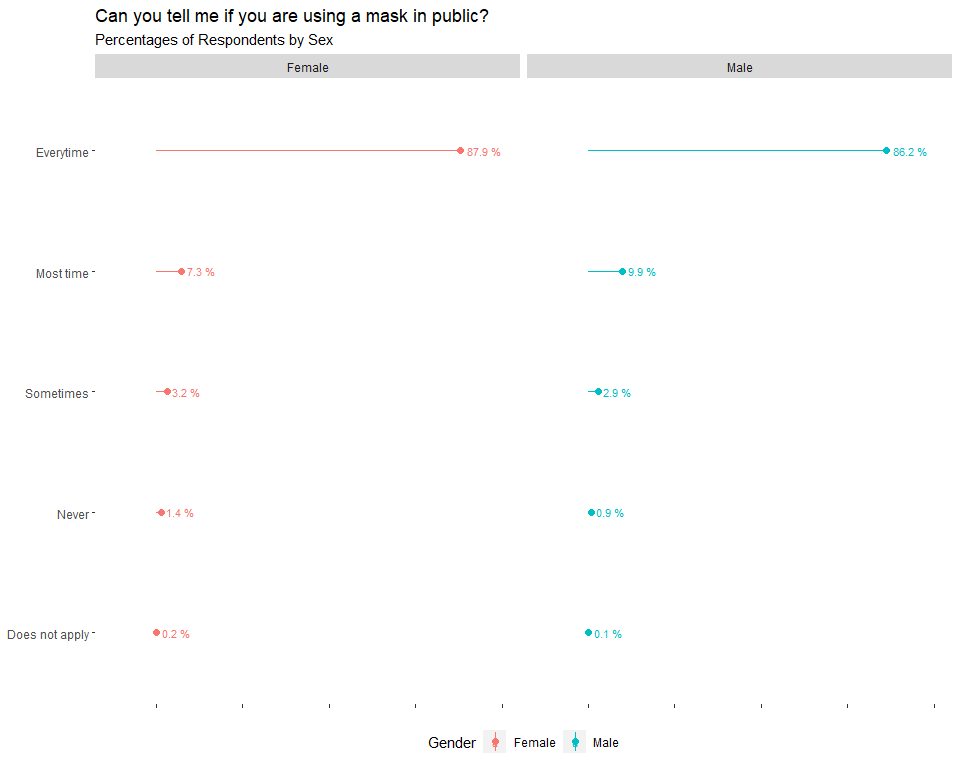 Can you tell me if you are using a mask in public?
Percentages of Respondents by Sex
Female Male
Everytime 87.9 % 86.2 %
Most time 7.3 % 9.9 %
Sometimes 3.2 % 2.9 %
Never 1.4 % 0.9 %
Does not apply 0.2 % 0.1 %
Gender Female Male